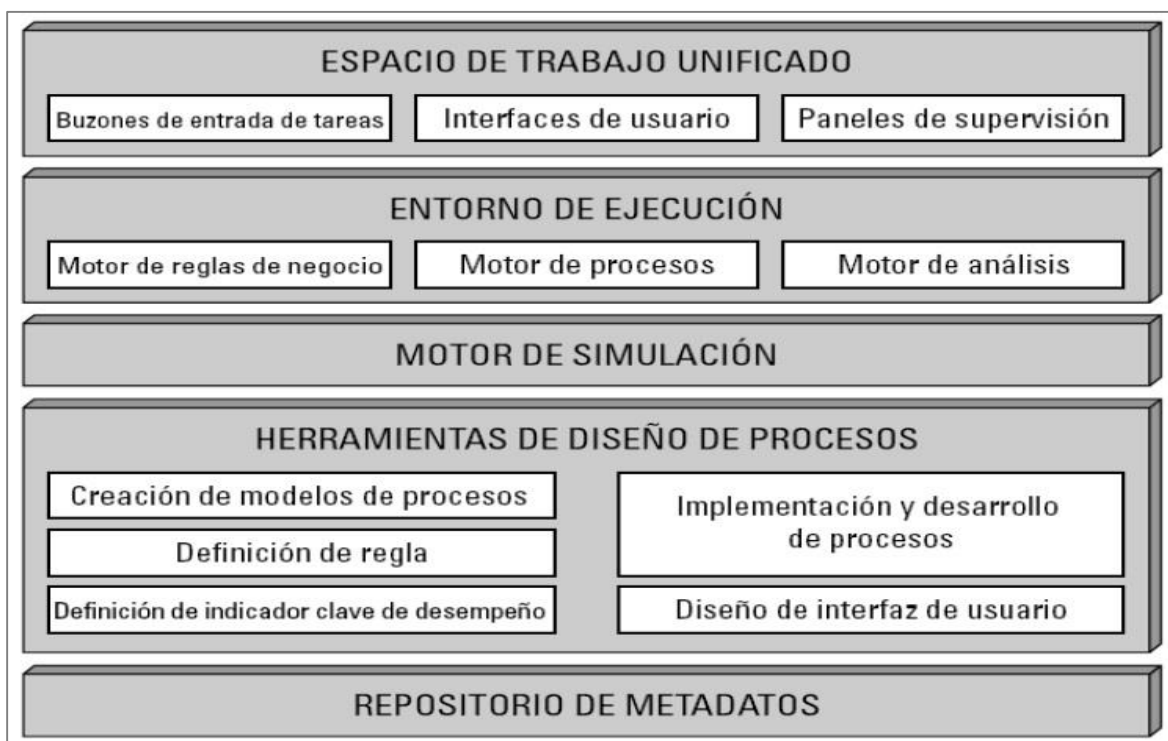 ESPACIO DE TRABAJO UNIFICADO
Buzones de entrada de tareas
Interfaces de usuario
Paneles de supervisión
ENTORNO DE EJECUCIÓN
Motor de reglas de negocio
Motor de procesos
Motor de análisis
MOTOR DE SIMULACIÓN
HERRAMIENTAS DE DISEÑO DE PROCESOS
Creación de modelos de procesos
Definición de regla
Definición de indicador clave de desempeño
Implementación y desarrollo
de procesos
Diseño de interfaz de usuario
REPOSITORIO DE METADATOS